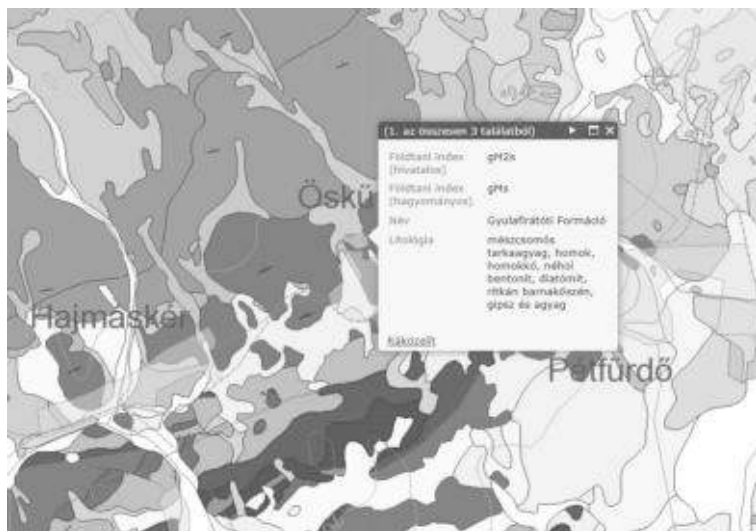 (1. az összesen 3 találatból)
Földtani index gM2s
(hivatalos)
Földtani index gMs
(hagyományos)
Név Gyulafirátóti Formáció
Litológia mészcsomós
tarkaagyag, homok,
homokkő, néhol
bentonit, diatomit,
ritkán barnakőszén,
gipsz és agyag
Ráközelít
Öskü
Hajmáskér
Pétfürdő